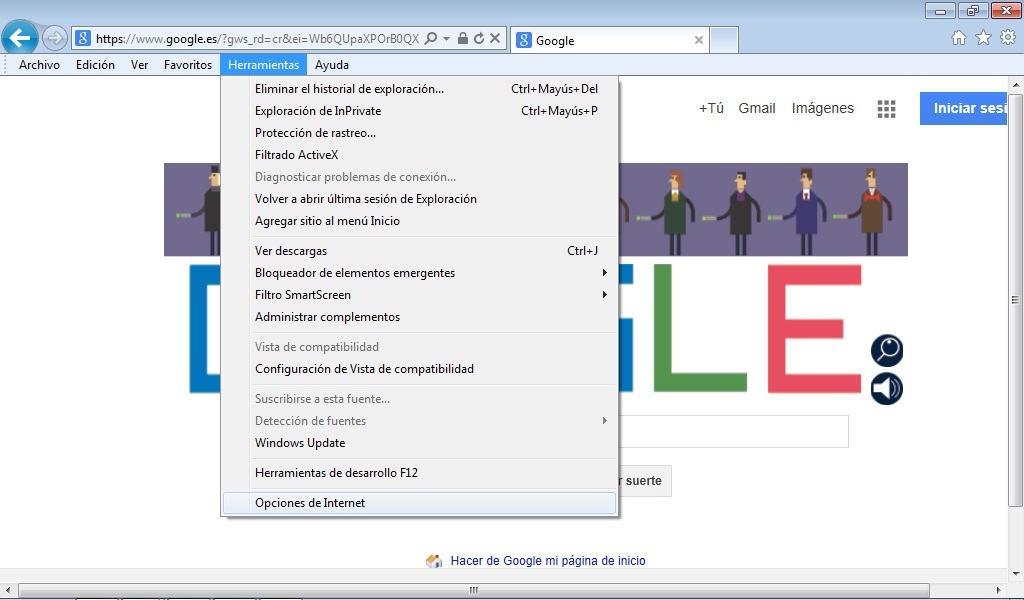 https://www.google.es/?gws_rd=cr&ei=Wb6QUpaXPOrB0QX
Google
Archivo Edición Ver Favoritos Herramientas Ayuda
Eliminar el historial de exploración... Ctrl+Mayús+Del
Exploración de InPrivate Ctrl+Mayús+P
Protección de rastreo...
Filtrado ActiveX
Diagnosticar problemas de conexión...
Volver a abrir última sesión de Exploración
Agregar sitio al menú Inicio
Ver descargas Ctrl+J
Bloqueador de elementos emergentes
Filtro SmartScreen
Administrar complementos
Vista de compatibilidad
Configuración de Vista de compatibilidad
Suscribirse a esta fuente...
Detección de fuentes
Windows Update
Herramientas de desarrollo F12
Opciones de Internet
+Tú Gmail Imágenes Iniciar sesi
L E
r suerte
Hacer de Google mi página de inicio